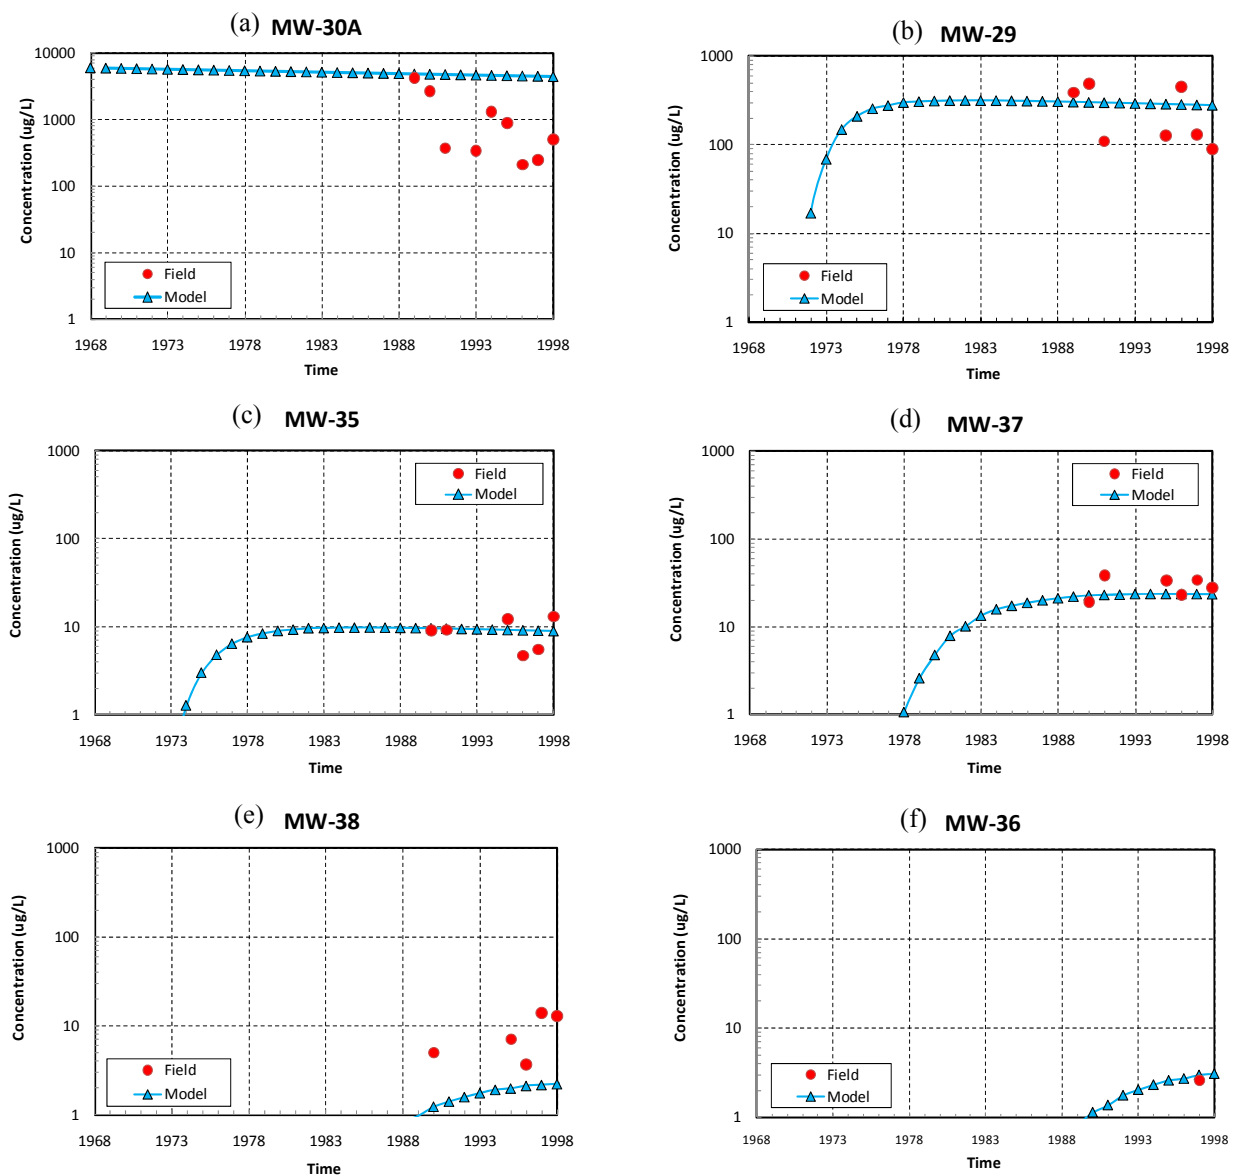 (a) MW-30A
Concentration (ug/L)
10000
1000
100
10
1
Field
Model
1968 1973 1978 1983 1988 1993 1998
Time
(b) MW-29
Concentration (ug/L)
1000
100
10
1
Field
Model
1968 1973 1978 1983 1988 1993 1998
Time
(c) MW-35
Concentration (ug/L)
1000
100
10
1
Field
Model
1968 1973 1978 1983 1988 1993 1998
Time
(d) MW-37
Concentration (ug/L)
1000
100
10
1
Field
Model
1968 1973 1978 1983 1988 1993 1998
Time
(e) MW-38
Concentration (ug/L)
1000
100
10
1
Field
Model
1968 1973 1978 1983 1988 1993 1998
Time
(f) MW-36
Concentration (ug/L)
1000
100
10
1
Field
Model
1968 1973 1978 1983 1988 1993 1998
Time